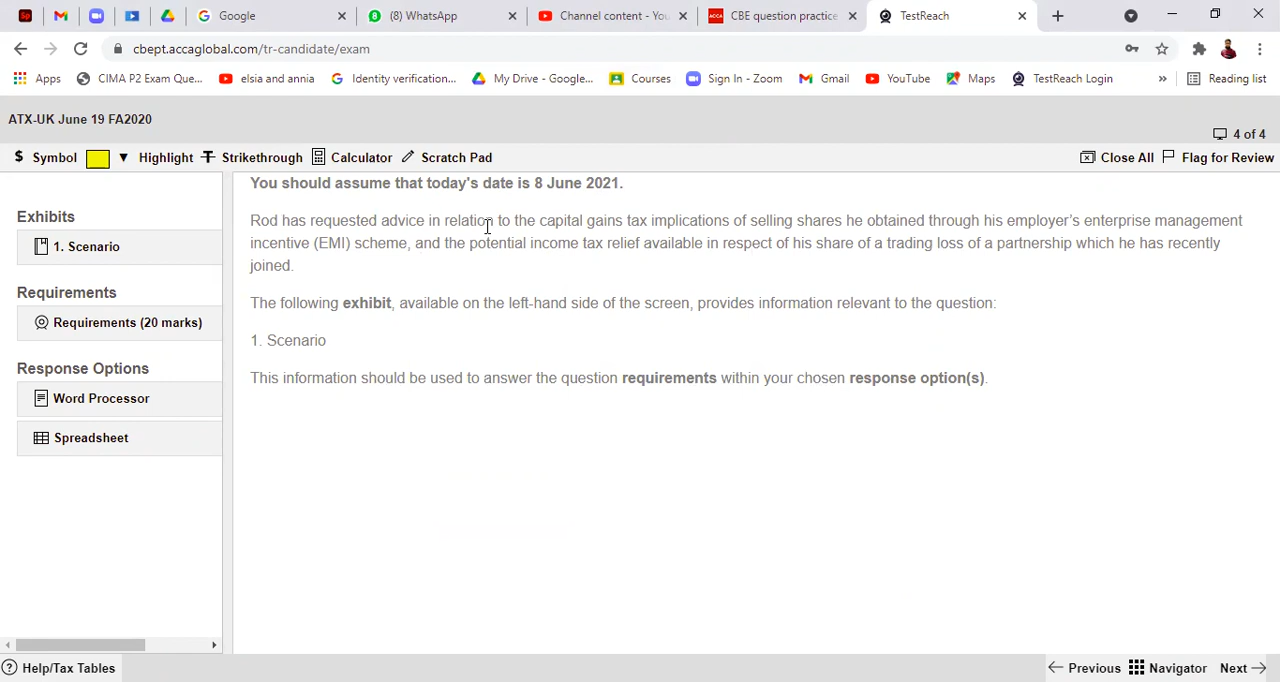 Google
(8) WhatsApp
Channel content - You
CBE question practice
TestReach
cbept.accaglobal.com/tr-candidate/exam
Apps
CIMA P2 Exam Que...
elsia and annia
Identity verification...
My Drive - Google...
Courses
Sign In - Zoom
Gmail
YouTube
Maps
TestReach Login
»
Reading list
ATX-UK June 19 FA2020
4 of 4
$ Symbol
Highlight
Strikethrough
Calculator
Scratch Pad
Close All
Flag for Review
Exhibits
1. Scenario
Requirements
Requirements (20 marks)
Response Options
Word Processor
Spreadsheet
You should assume that today's date is 8 June 2021.
Rod has requested advice in relation to the capital gains tax implications of selling shares he obtained through his employer's enterprise management
incentive (EMI) scheme, and the potential income tax relief available in respect of his share of a trading loss of a partnership which he has recently
joined.
The following exhibit, available on the left-hand side of the screen, provides information relevant to the question:
1. Scenario
This information should be used to answer the question requirements within your chosen response option(s).
Help/Tax Tables
Previous
Navigator
Next